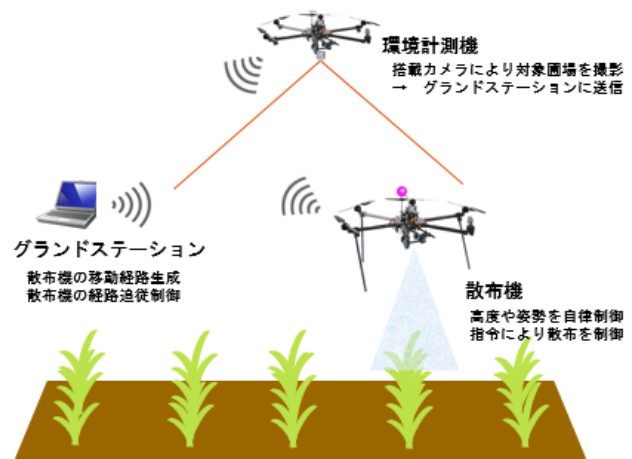 環境計測機
搭載カメラにより対象圃場を撮影
→ グランドステーションに送信
グランドステーション
散布機の移動経路生成
散布機の経路追従制御
散布機
高度や姿勢を自律制御
指令により散布を制御